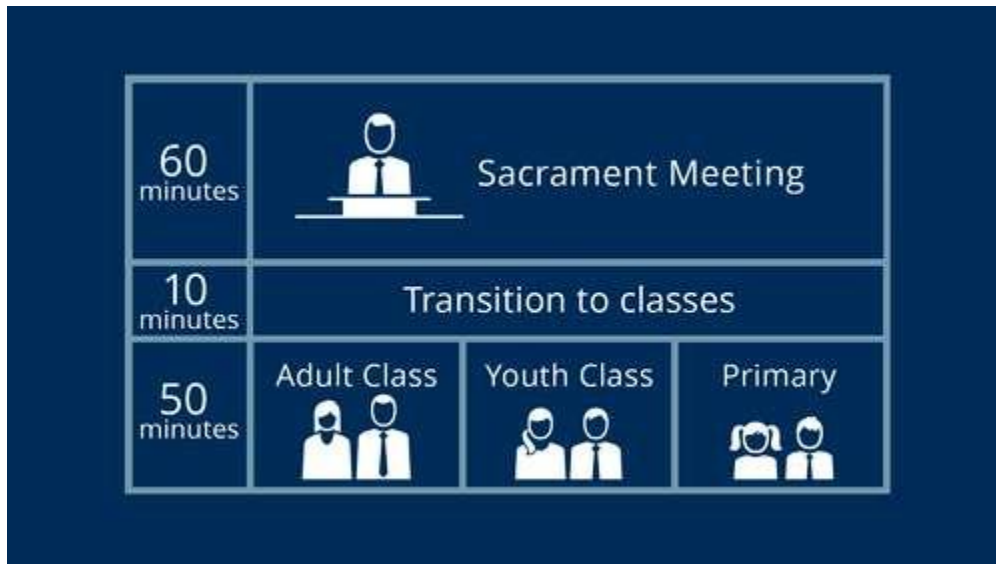 60
minutes
Sacrament Meeting
10
minutes
Transition to classes
50
minutes
Adult Class
Youth Class
Primary